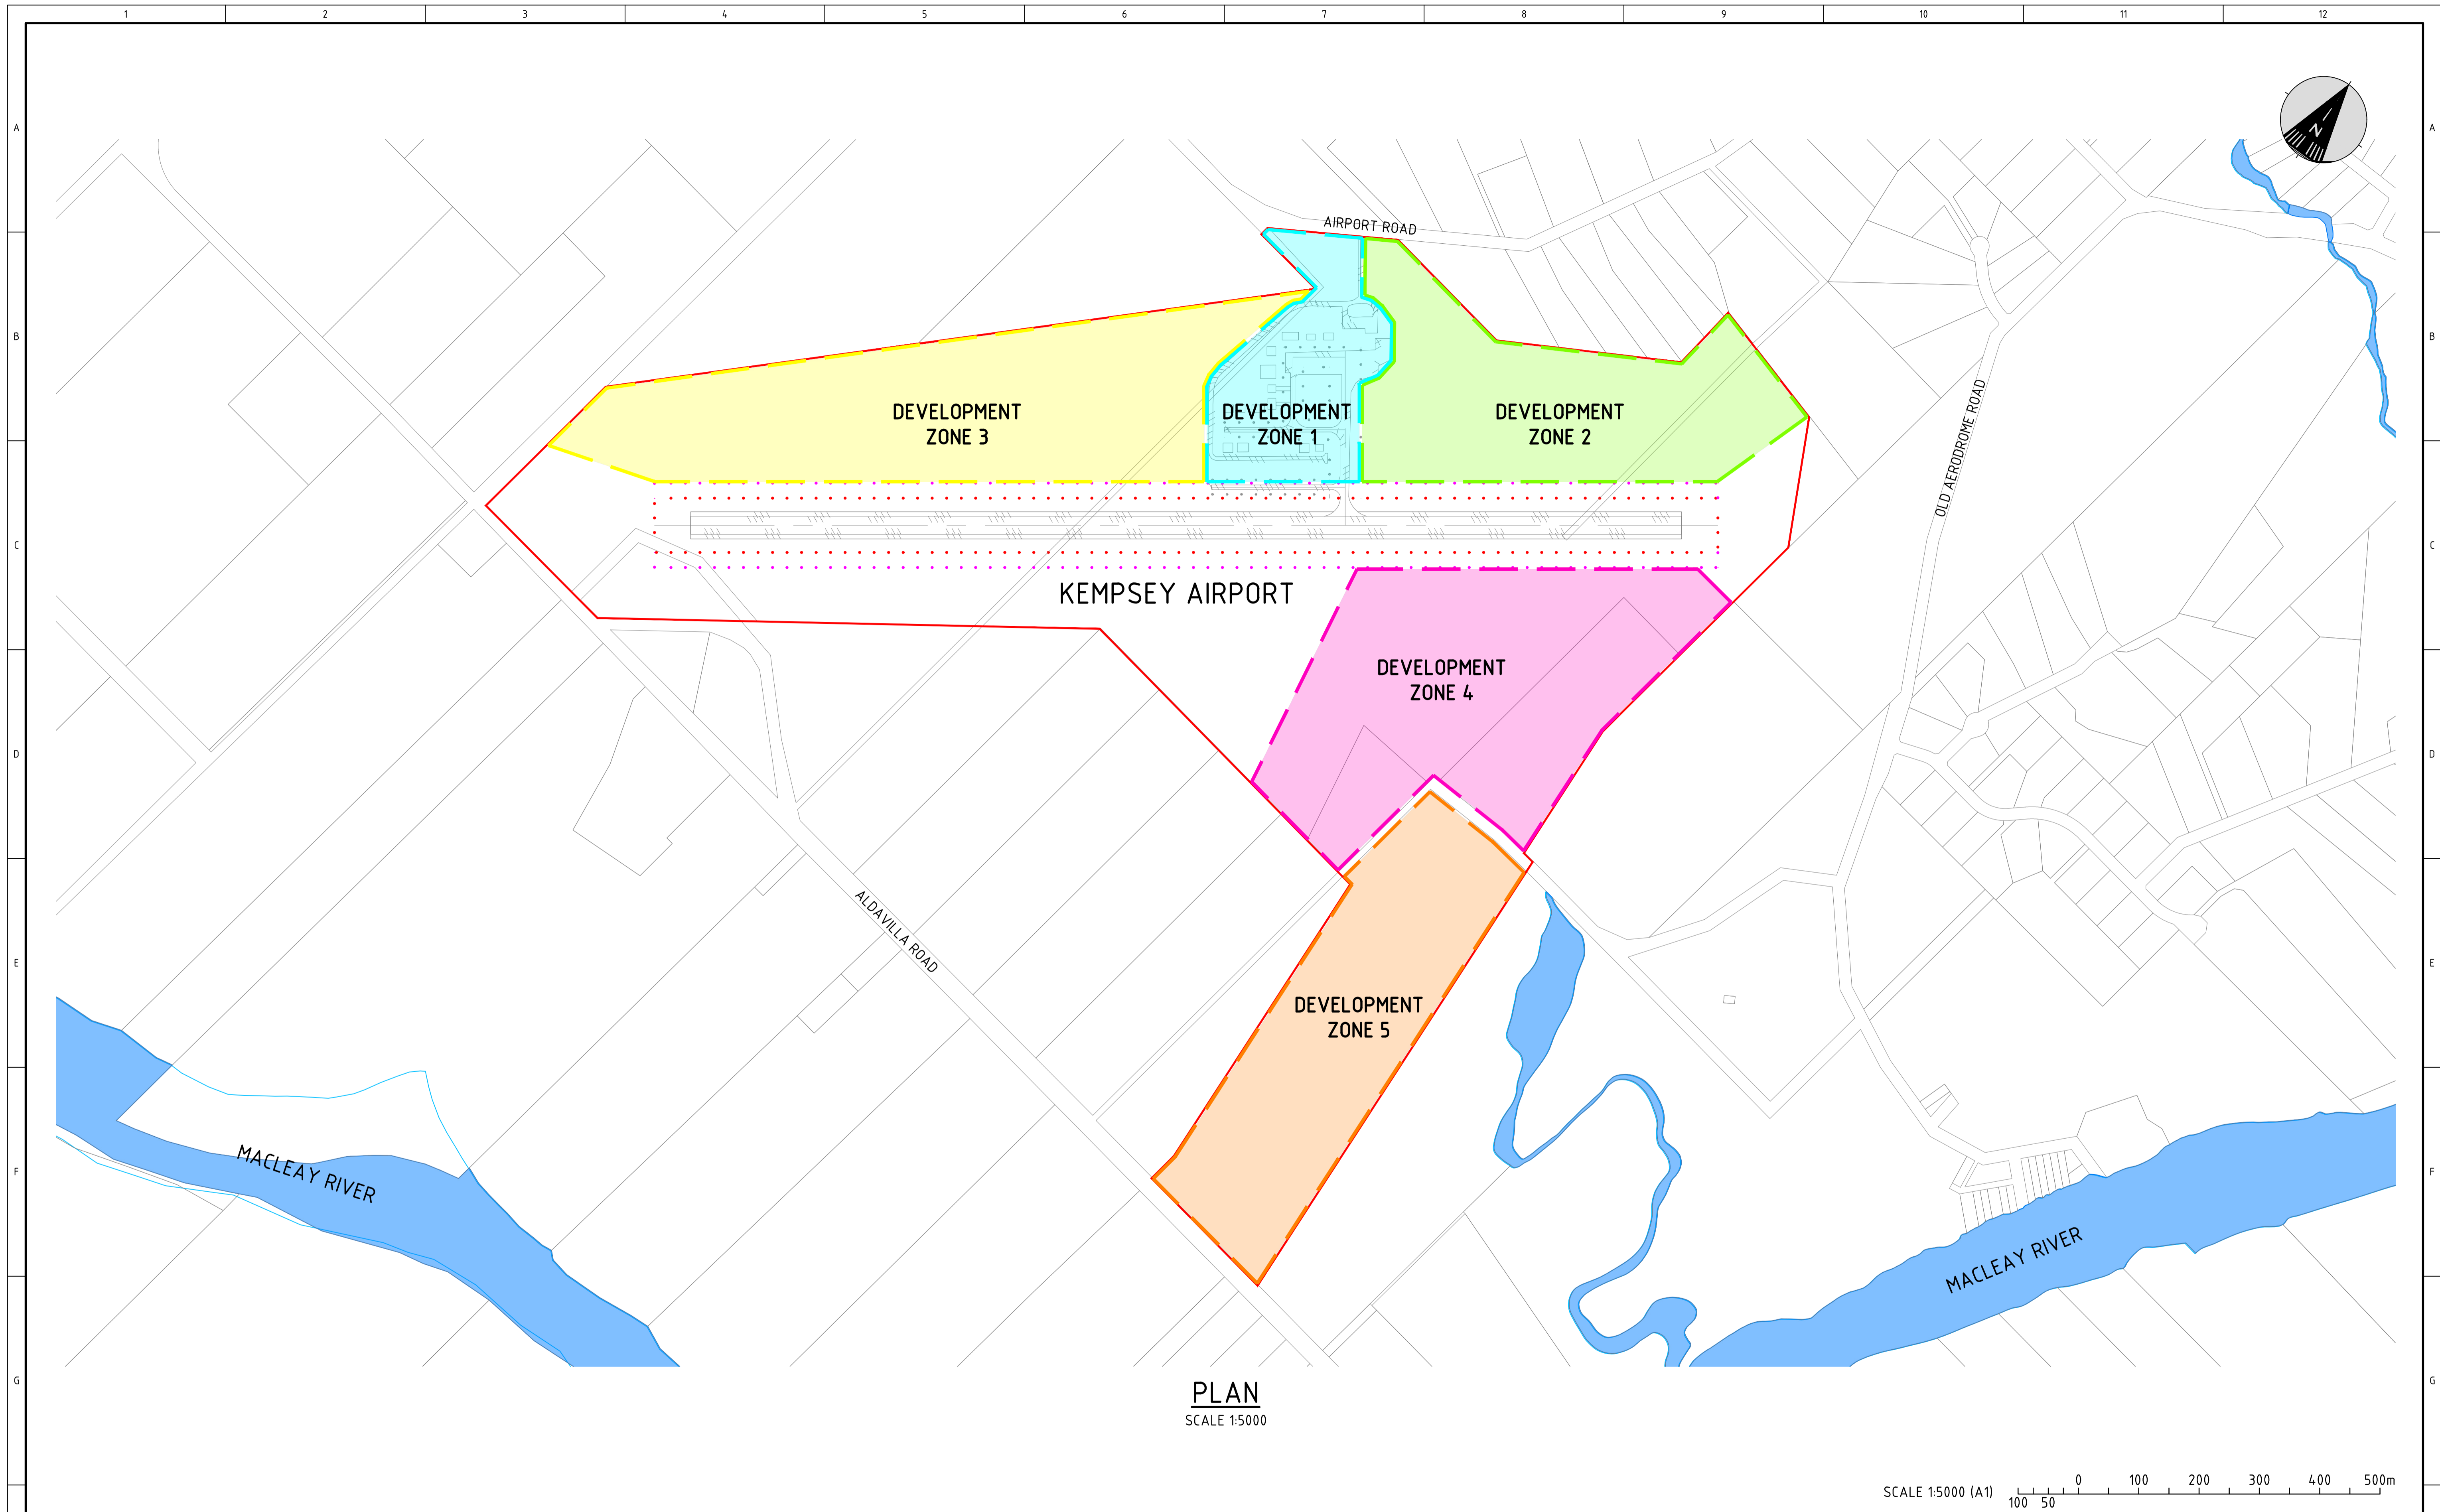 1 2 3 4 5 6 7 8 9 10 11 12
A A
N
AIRPORT ROAD
B B
DEVELOPMENT
ZONE 3
DEVELOPMENT
ZONE 1
DEVELOPMENT
ZONE 2
OLD AERODROME ROAD
C C
KEMPSEY AIRPORT
DEVELOPMENT
ZONE 4
D D
ALDAVILLA ROAD
E E
DEVELOPMENT
ZONE 5
MACLEAY RIVER
F F
MACLEAY RIVER
G G
PLAN
SCALE 1:5000
SCALE 1:5000 (A1)
0 100 200 300 400 500m
100 50